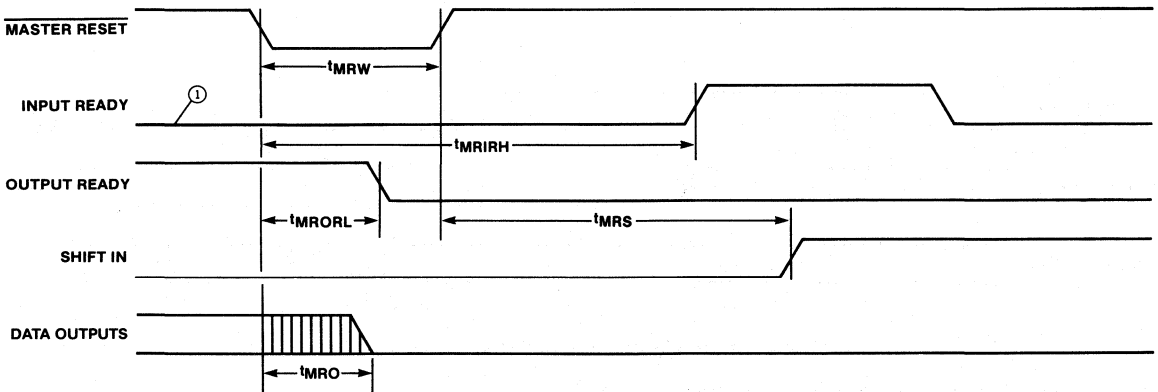 MASTER RESET
tMRW
INPUT READY
1
tMRIRH
OUTPUT READY
tMRORL
tMRS
SHIFT IN
DATA OUTPUTS
tMRO